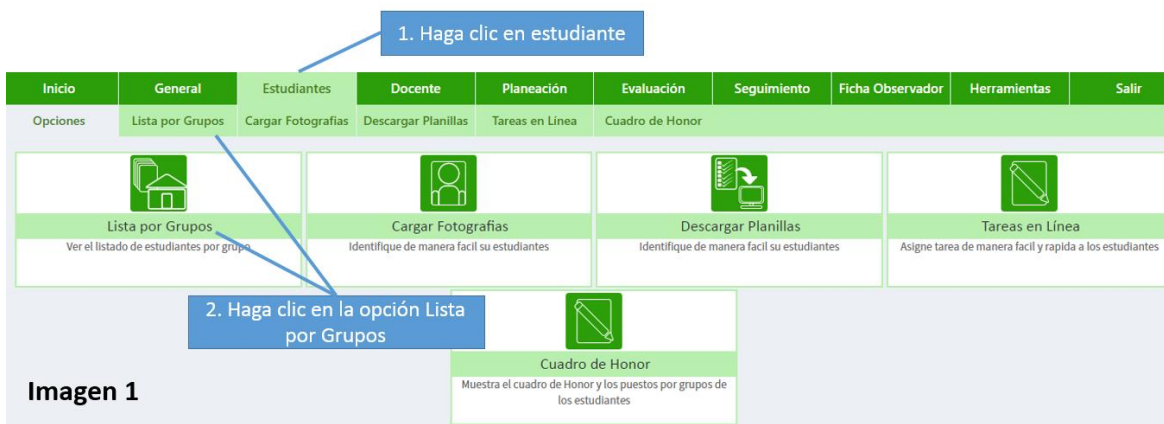 1. Haga clic en estudiante
Inicio General Estudiantes Docente Planeación Evaluación Seguimiento Ficha Observador Herramientas Salir
Opciones Lista por Grupos Cargar Fotografias Descargar Planillas Tareas en Línea Cuadro de Honor
Lista por Grupos Cargar Fotografias Descargar Planillas Tareas en Línea
Ver el listado de estudiantes por grupo Identifique de manera facil su estudiantes Identifique de manera facil su estudiantes Asigne tarea de manera facil y rapida a los estudiantes
2. Haga clic en la opción Lista
por Grupos
Cuadro de Honor
Muestra el cuadro de Honor y los puestos por grupos de
los estudiantes
Imagen 1